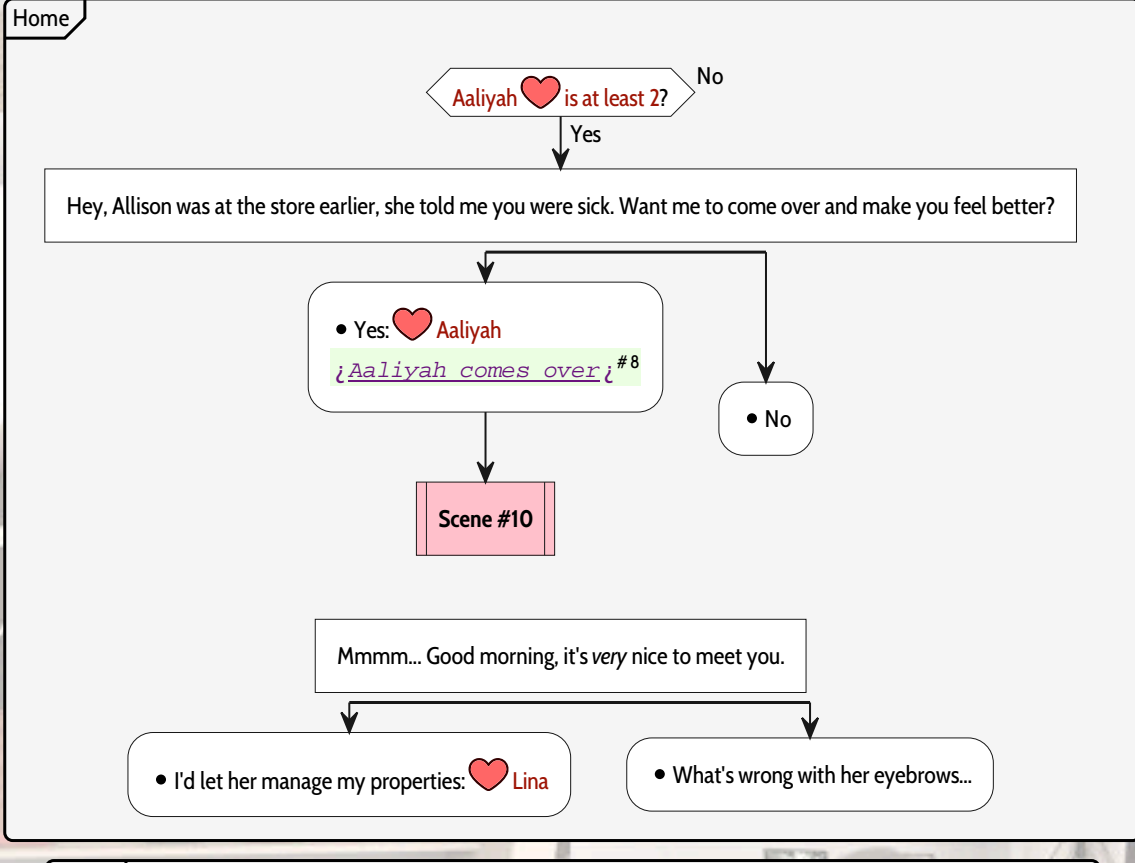 Home
Aaliyah is at least 2?
No
Yes
Hey, Allison was at the store earlier, she told me you were sick. Want me to come over and make you feel better?
• Yes: Aaliyah
¿Aaliyah comes over¿#8
• No
Scene #10
Mmmm... Good morning, it's very nice to meet you.
• I'd let her manage my properties: Lina
• What's wrong with her eyebrows...